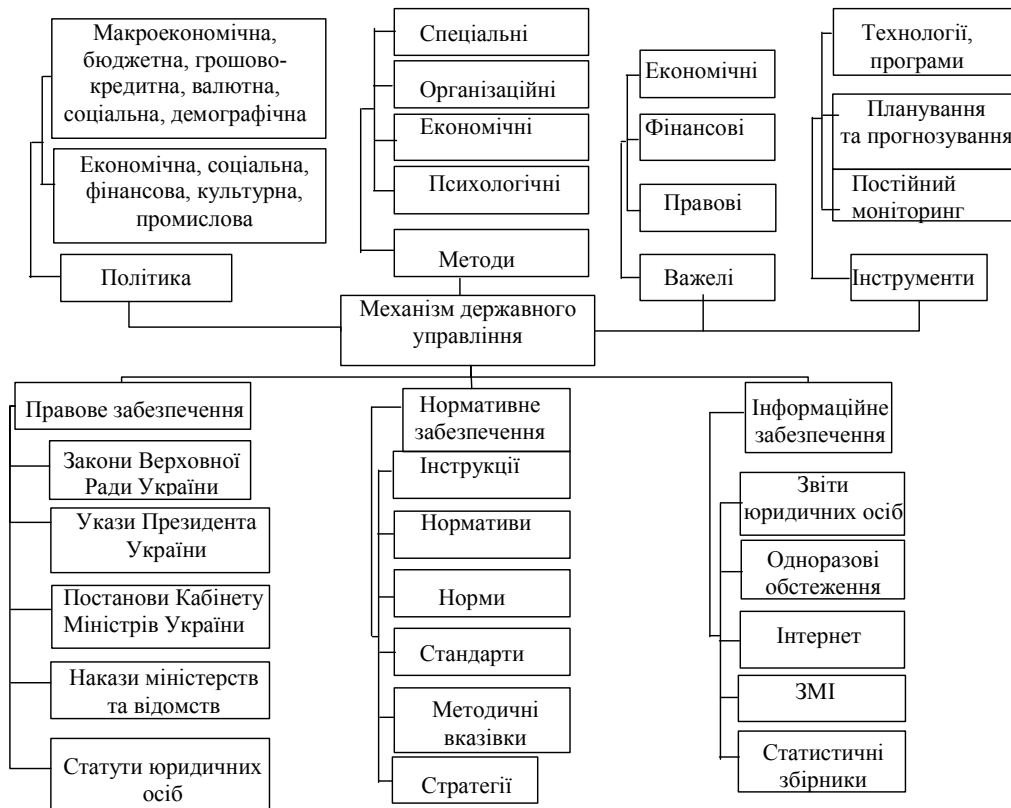 Макроекономічна,
бюджетна, грошово-
кредитна, валютна,
соціальна, демографічна
Економічна, соціальна,
фінансова, культурна,
промислова
Політика
Спеціальні
Організаційні
Економічні
Психологічні
Методи
Економічні
Фінансові
Правові
Важелі
Технології,
програми
Планування
та прогнозування
Постійний
моніторинг
Інструменти
Механізм державного
управління
Правове забезпечення
Закони Верховної
Ради України
Укази Президента
України
Постанови Кабінету
Міністрів України
Накази міністерств
та відомств
Статути юридичних
осіб
Нормативне
забезпечення
Інструкції
Нормативи
Норми
Стандарти
Методичні
вказівки
Стратегії
Інформаційне
забезпечення
Звіти
юридичних осіб
Одноразові
обстеження
Інтернет
ЗМІ
Статистичні
збірники